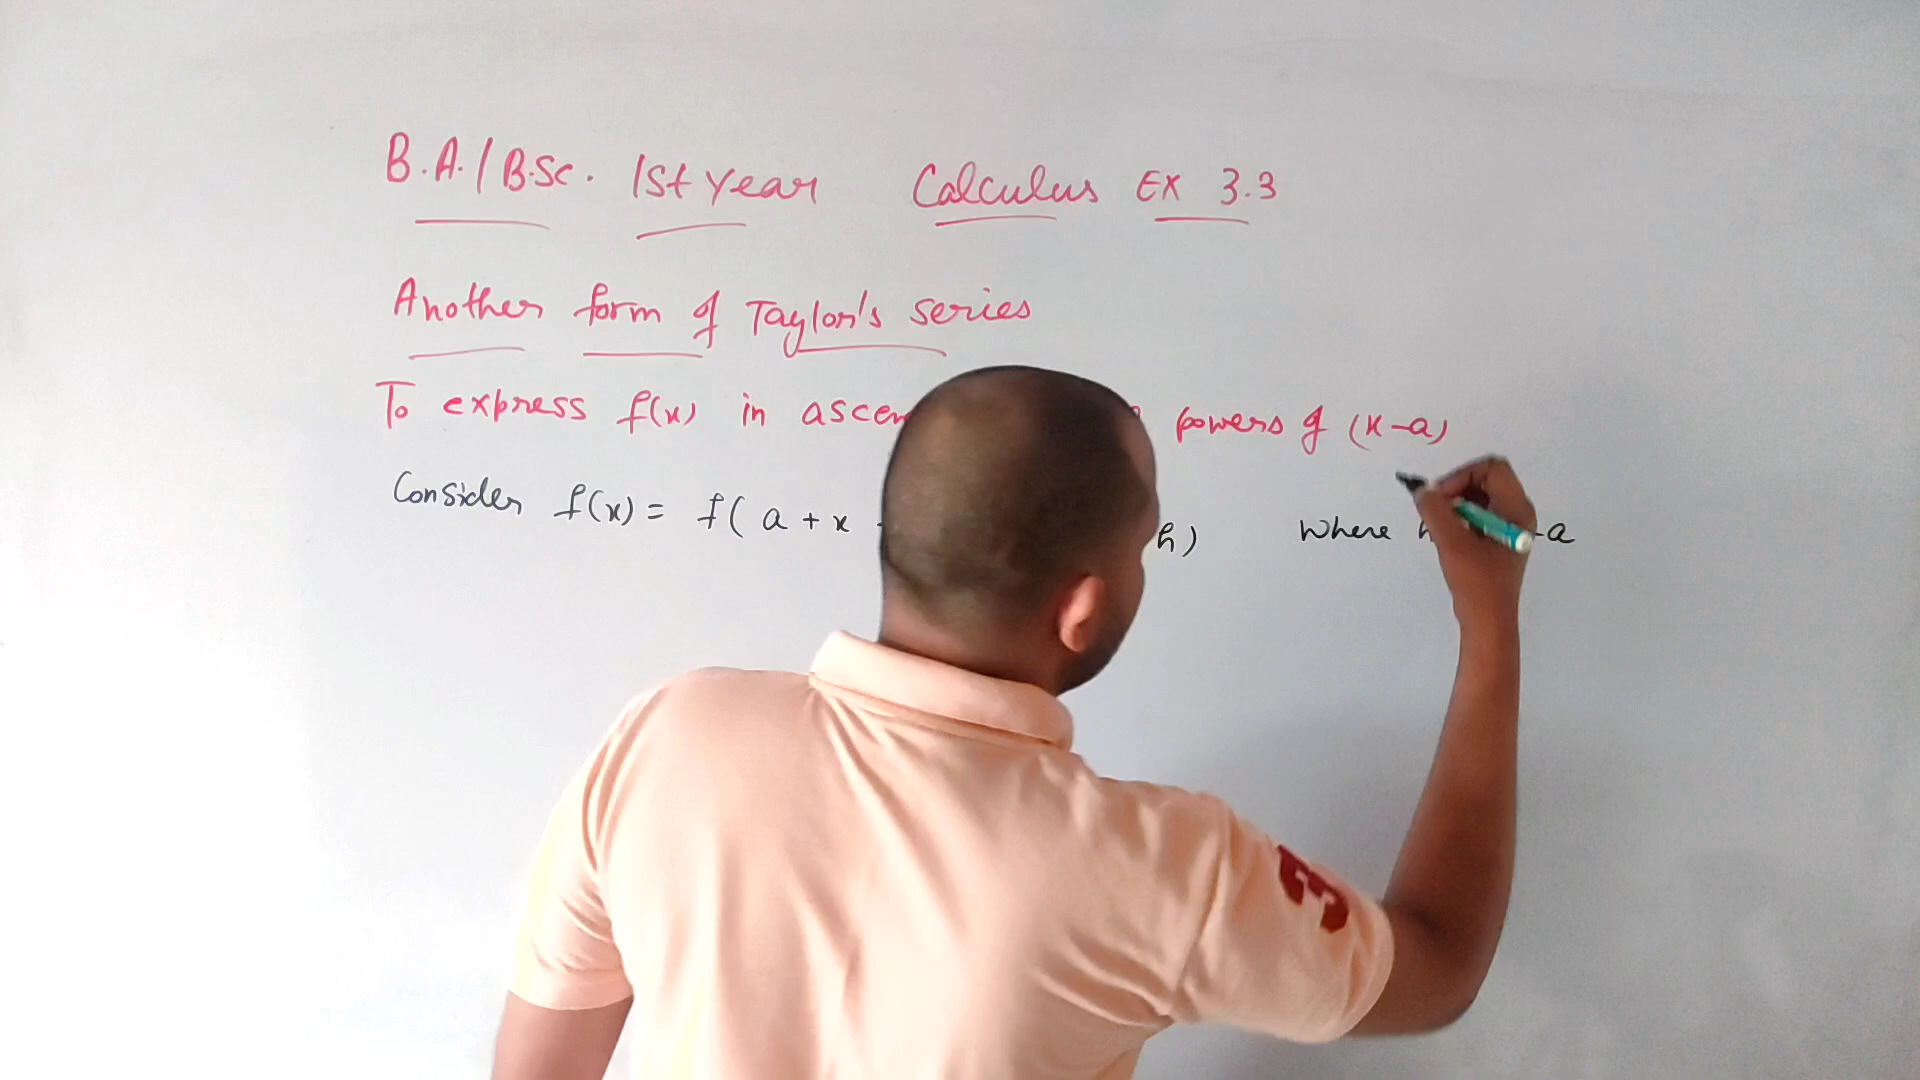 B.A./B.Sc. 1st year Calculus Ex 3.3
Another form of Taylor's series
To express f(x) in powers of (x-a)
Consider f(x) = f( a + x h) where -a
3